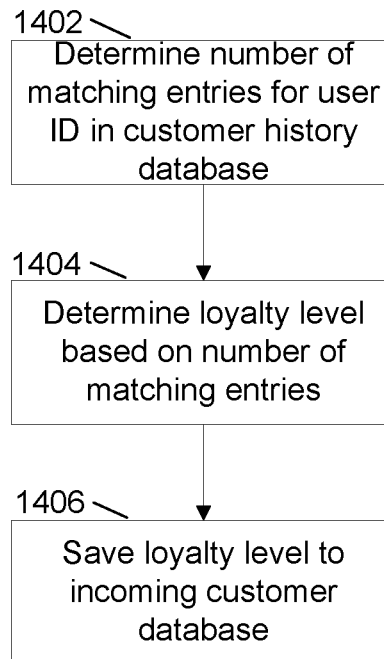 1402
Determine number of
matching entries for user
ID in customer history
database
1404
Determine loyalty level
based on number of
matching entries
1406
Save loyalty level to
incoming customer
database